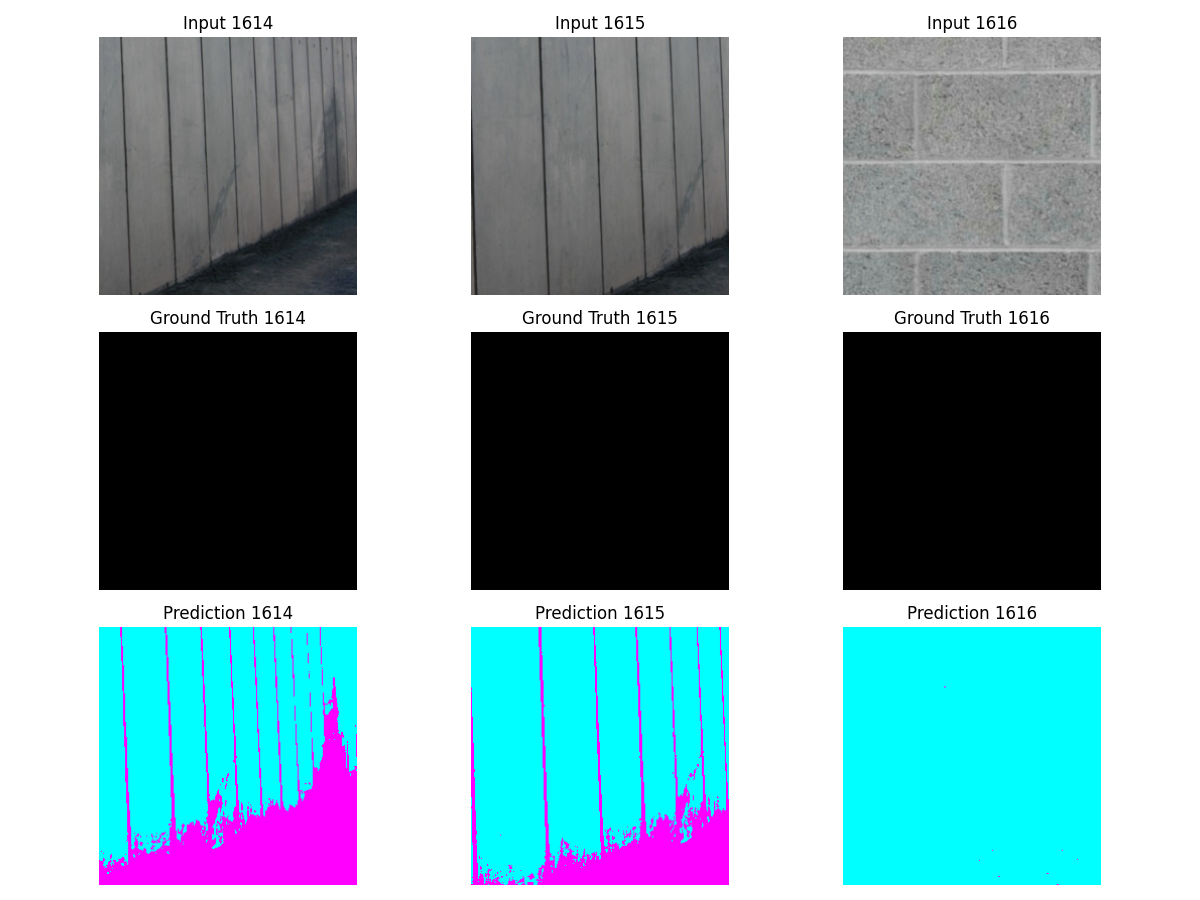 Input 1614
Input 1615
Input 1616
Ground Truth 1614
Ground Truth 1615
Ground Truth 1616
Prediction 1614
Prediction 1615
Prediction 1616